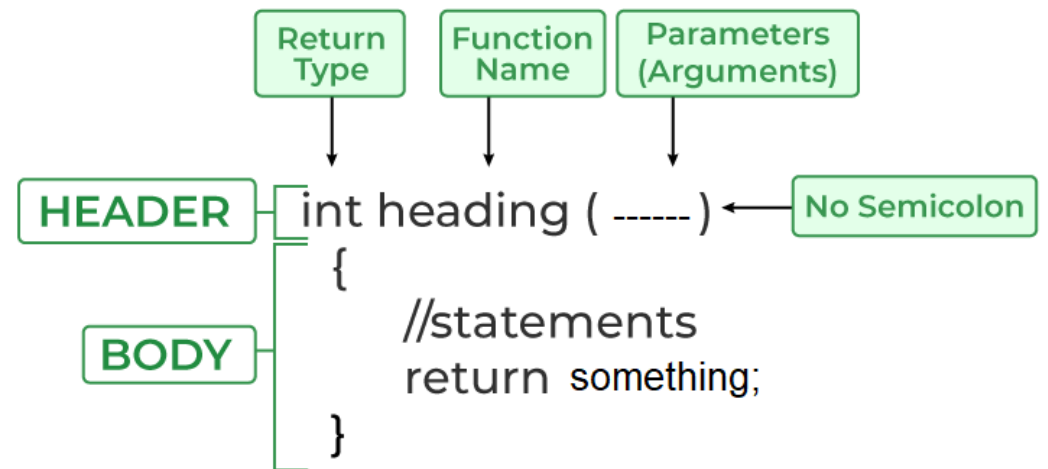 Return
Type
Function
Name
Parameters
(Arguments)
HEADER
int heading ( ------ )
No Semicolon
{
//statements
BODY
return something;
}